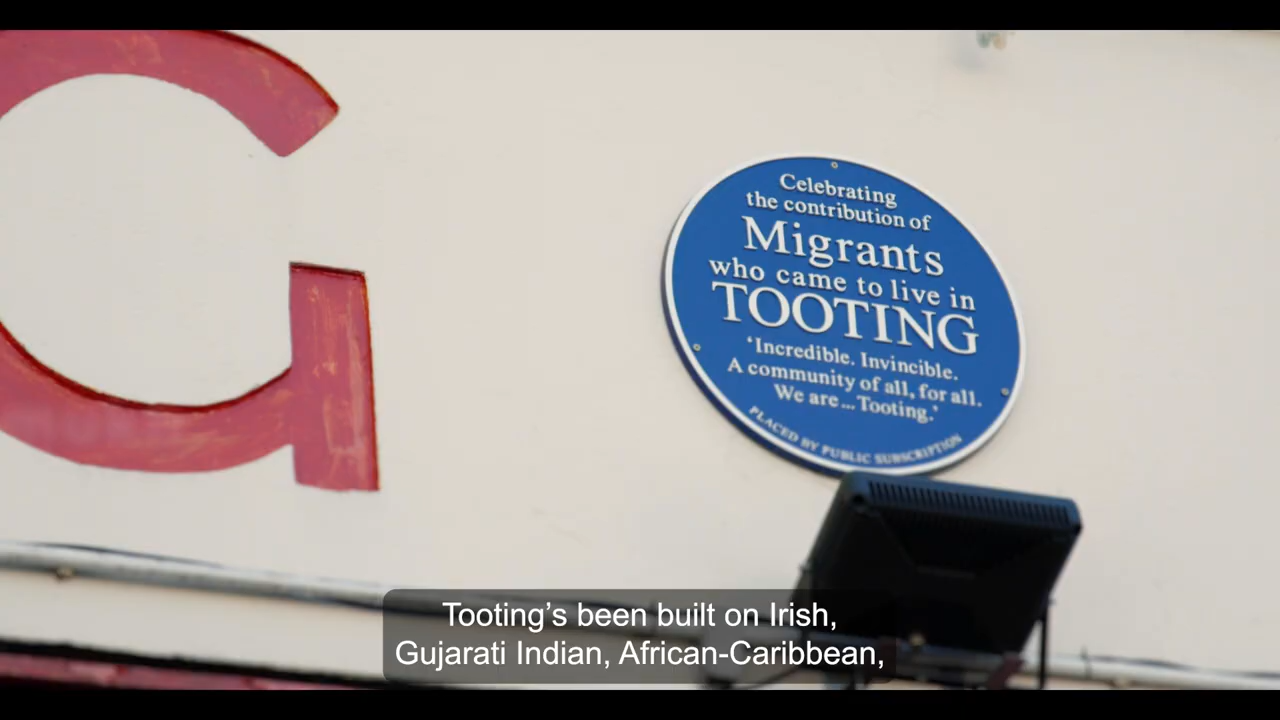 G
Celebrating
the contribution of
Migrants
who came to live in
TOOTING
‘Incredible. Invincible.
A community of all, for all.
We are... Tooting.’
PLACED BY PUBLIC SUBSCRIPTION
Tooting’s been built on Irish,
Gujarati Indian, African-Caribbean,